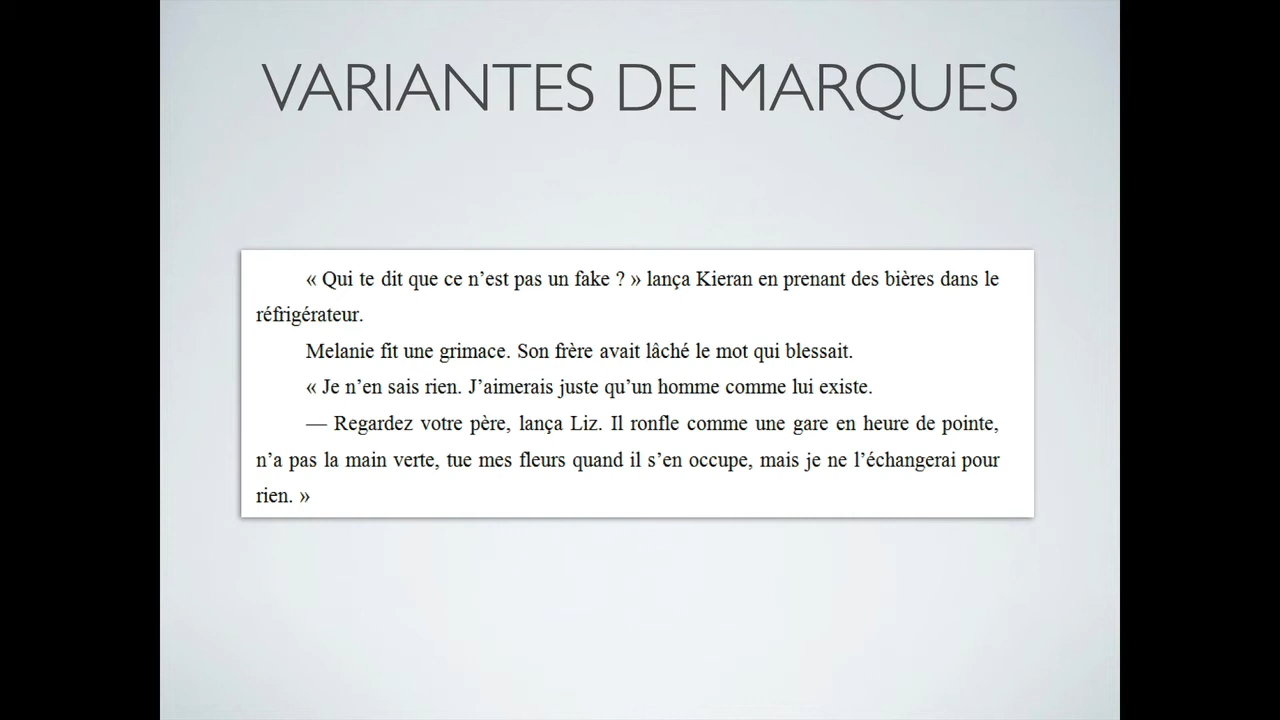 VARIANTES DE MARQUES
« Qui te dit que ce n’est pas un fake ? » lança Kieran en prenant des bières dans le
réfrigérateur.
Melanie fit une grimace. Son frère avait lâché le mot qui blessait.
« Je n’en sais rien. J’aimerais juste qu’un homme comme lui existe.
— Regardez votre père, lança Liz. Il ronfle comme une gare en heure de pointe,
n’a pas la main verte, tue mes fleurs quand il s’en occupe, mais je ne l’échangerai pour
rien. »